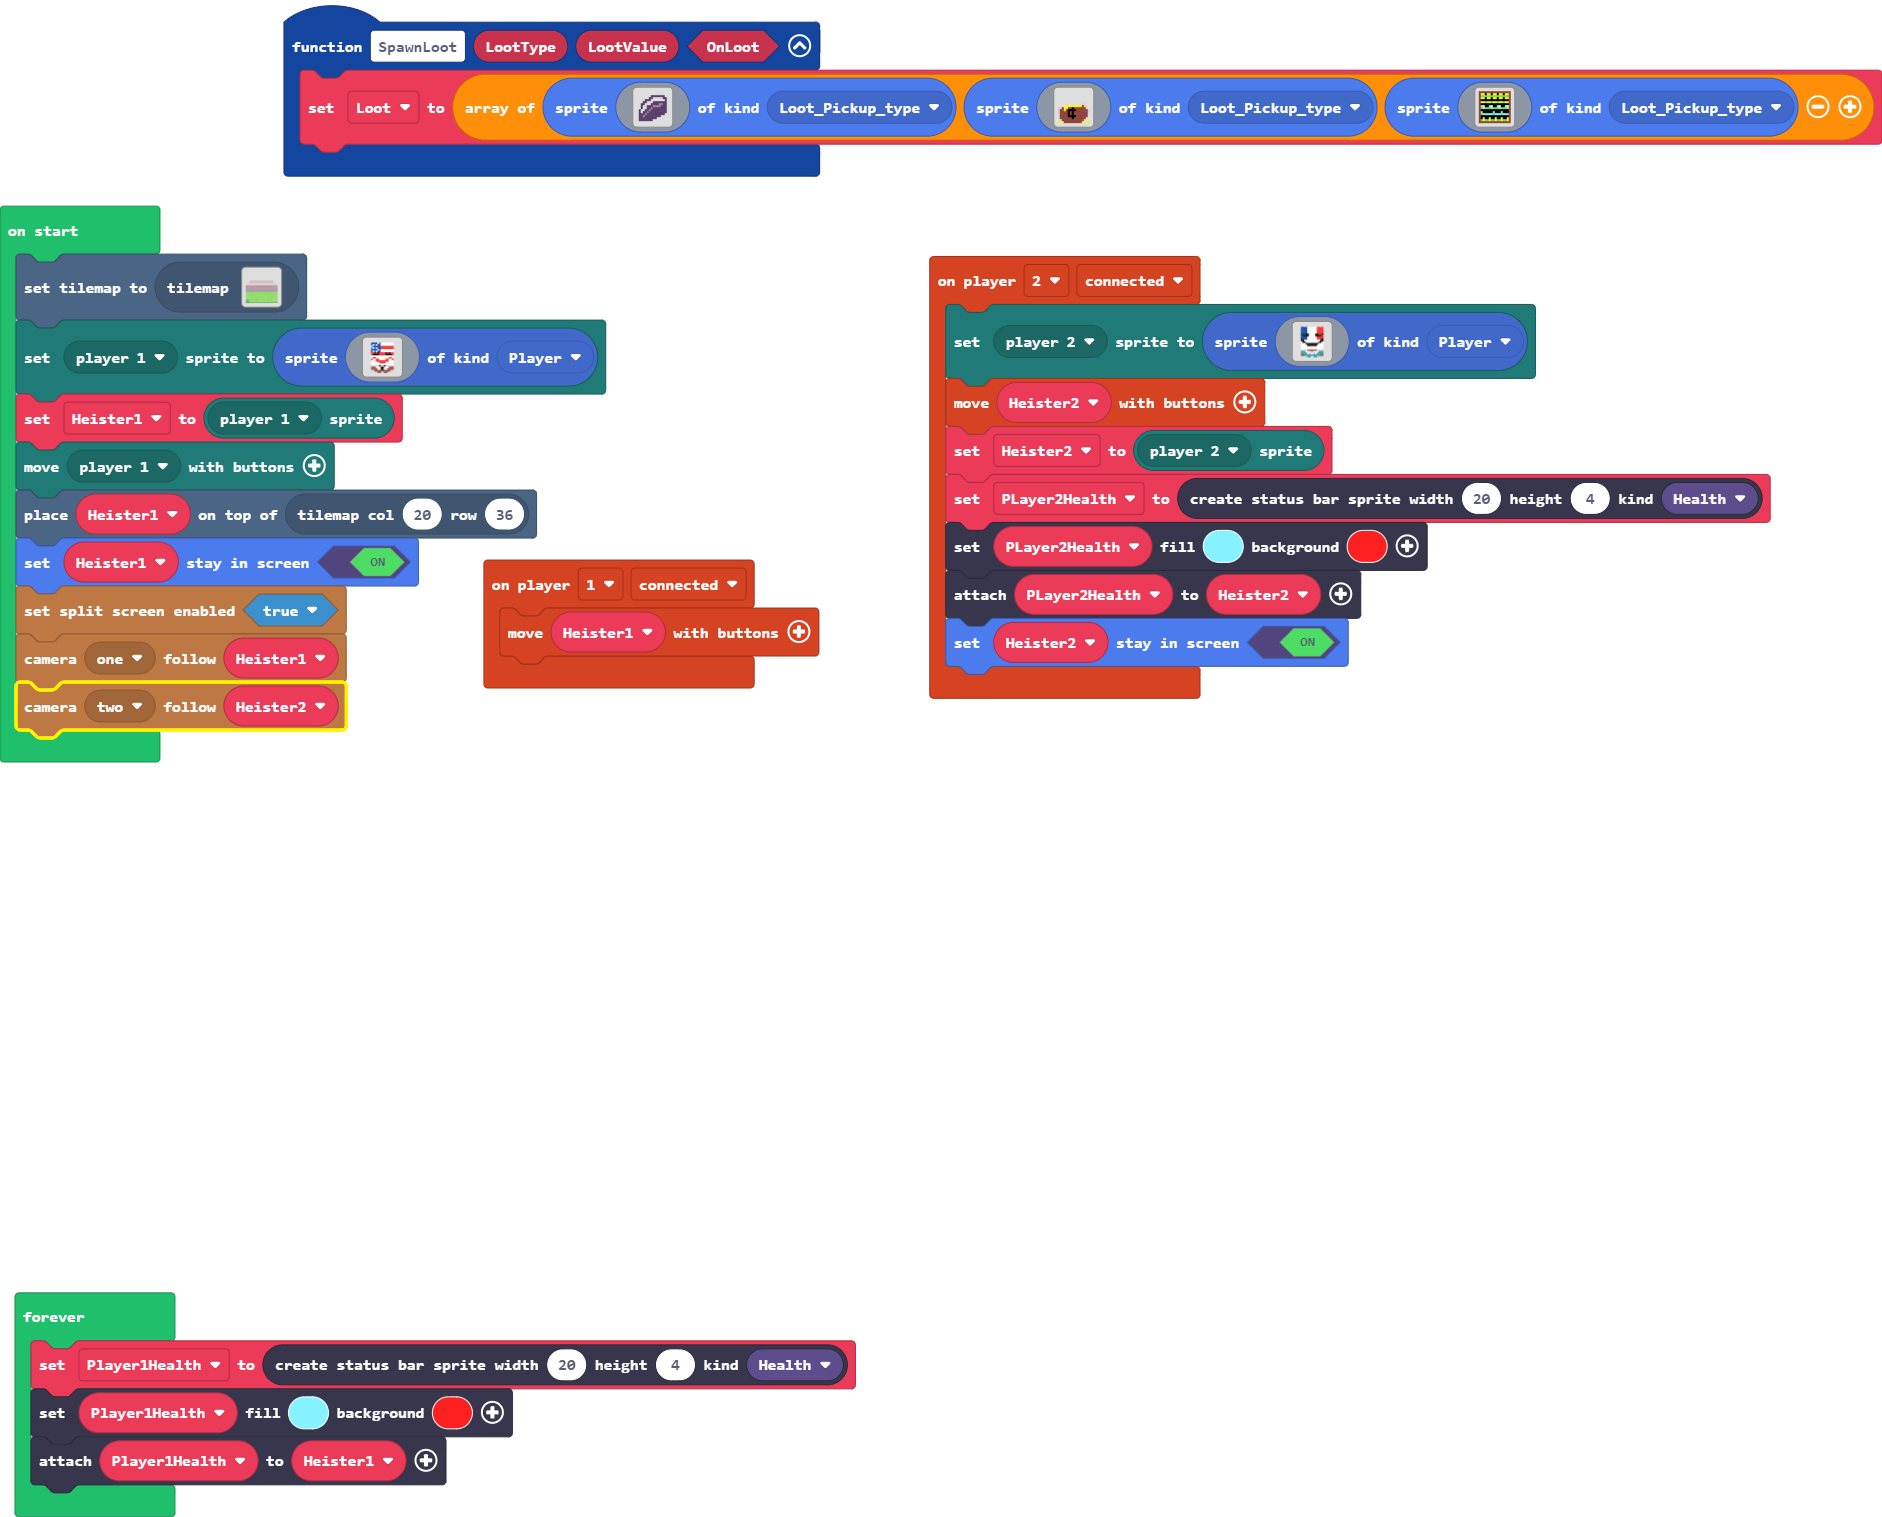 function SpawnLoot LootType LootValue OnLoot
set Loot to array of sprite of kind Loot_Pickup_type sprite of kind Loot_Pickup_type sprite of kind Loot_Pickup_type
on start
set tilemap to tilemap
set player 1 sprite to sprite of kind Player
set Heister1 to player 1 sprite
move player 1 with buttons
place Heister1 on top of tilemap col 20 row 36
set Heister1 stay in screen ON
set split screen enabled true
camera one follow Heister1
camera two follow Heister2
on player 1 connected
move Heister1 with buttons
on player 2 connected
set player 2 sprite to sprite of kind Player
move Heister2 with buttons
set Heister2 to player 2 sprite
set PLayer2Health to create status bar sprite width 20 height 4 kind Health
set PLayer2Health fill background
attach PLayer2Health to Heister2
set Heister2 stay in screen ON
forever
set Player1Health to create status bar sprite width 20 height 4 kind Health
set Player1Health fill background
attach Player1Health to Heister1